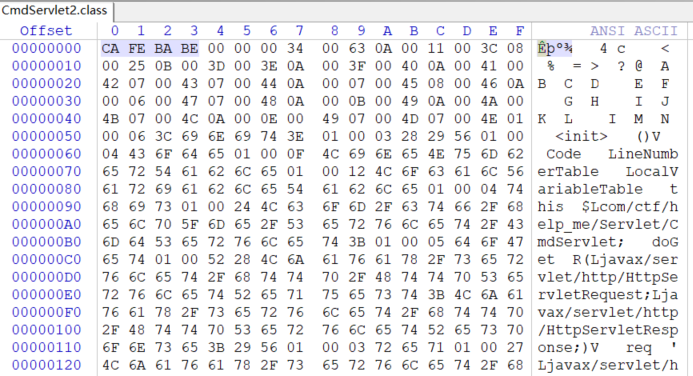 CmdServlet2.class
Offset 0 1 2 3 4 5 6 7 8 9 A B C D E F ANSI ASCII
00000000 CA FE BA BE 00 00 00 34 00 63 0A 00 11 00 3C 08 Êþº¾ 4 c <
00000010 00 25 0B 00 3D 00 3E 0A 00 3F 00 40 0A 00 41 00 % = > ? @ A
00000020 42 07 00 43 07 00 44 0A 00 07 00 45 08 00 46 0A B C D E F
00000030 00 06 00 47 07 00 48 0A 00 0B 00 49 0A 00 4A 00 G H I J
00000040 4B 07 00 4C 0A 00 0E 00 49 07 00 4D 07 00 4E 01 K L I M N
00000050 00 06 3C 69 6E 69 74 3E 01 00 03 28 29 56 01 00 <init> ()V
00000060 04 43 6F 64 65 01 00 0F 4C 69 6E 65 4E 75 6D 62 Code LineNumb
00000070 65 72 54 61 62 6C 65 01 00 12 4C 6F 63 61 6C 56 erTable LocalV
00000080 61 72 69 61 62 6C 65 54 61 62 6C 65 01 00 04 74 ariableTable t
00000090 68 69 73 01 00 24 4C 63 6F 6D 2F 63 74 66 2F 68 his $Lcom/ctf/h
000000A0 65 6C 70 5F 6D 65 2F 53 65 72 76 6C 65 74 2F 43 elp_me/Servlet/C
000000B0 6D 64 53 65 72 76 6C 65 74 3B 01 00 05 64 6F 47 mdServlet; doG
000000C0 65 74 01 00 52 28 4C 6A 61 76 61 78 2F 73 65 72 et R(Ljavax/ser
000000D0 76 6C 65 74 2F 68 74 74 70 2F 48 74 74 70 53 65 vlet/http/HttpSe
000000E0 72 76 6C 65 74 52 65 71 75 65 73 74 3B 4C 6A 61 rvletRequest;Lja
000000F0 76 61 78 2F 73 65 72 76 6C 65 74 2F 68 74 74 70 vax/servlet/http
00000100 2F 48 74 74 70 53 65 72 76 6C 65 74 52 65 73 70 /HttpServletResp
00000110 6F 6E 73 65 3B 29 56 01 00 03 72 65 71 01 00 27 onse;)V req '
00000120 4C 6A 61 76 61 78 2F 73 65 72 76 6C 65 74 2F 68 Ljavax/servlet/h